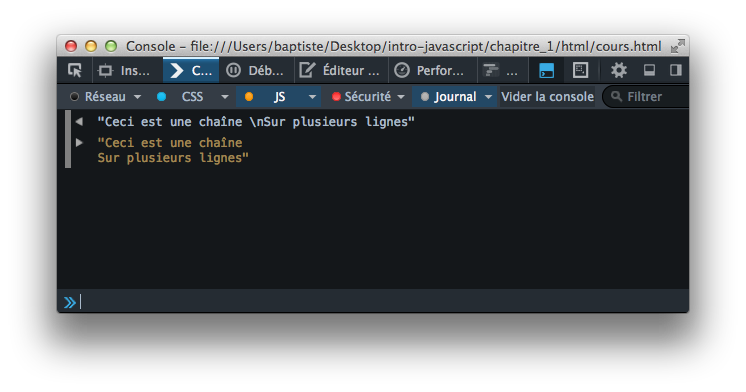 Console – file:///Users/baptiste/Desktop/intro-javascript/chapitre_1/html/cours.html
Ins... C... Déb... Éditeur ... Perfor... ...
Réseau CSS JS Sécurité Journal Vider la console Filtrer
"Ceci est une chaîne \nSur plusieurs lignes"
"Ceci est une chaîne
Sur plusieurs lignes"